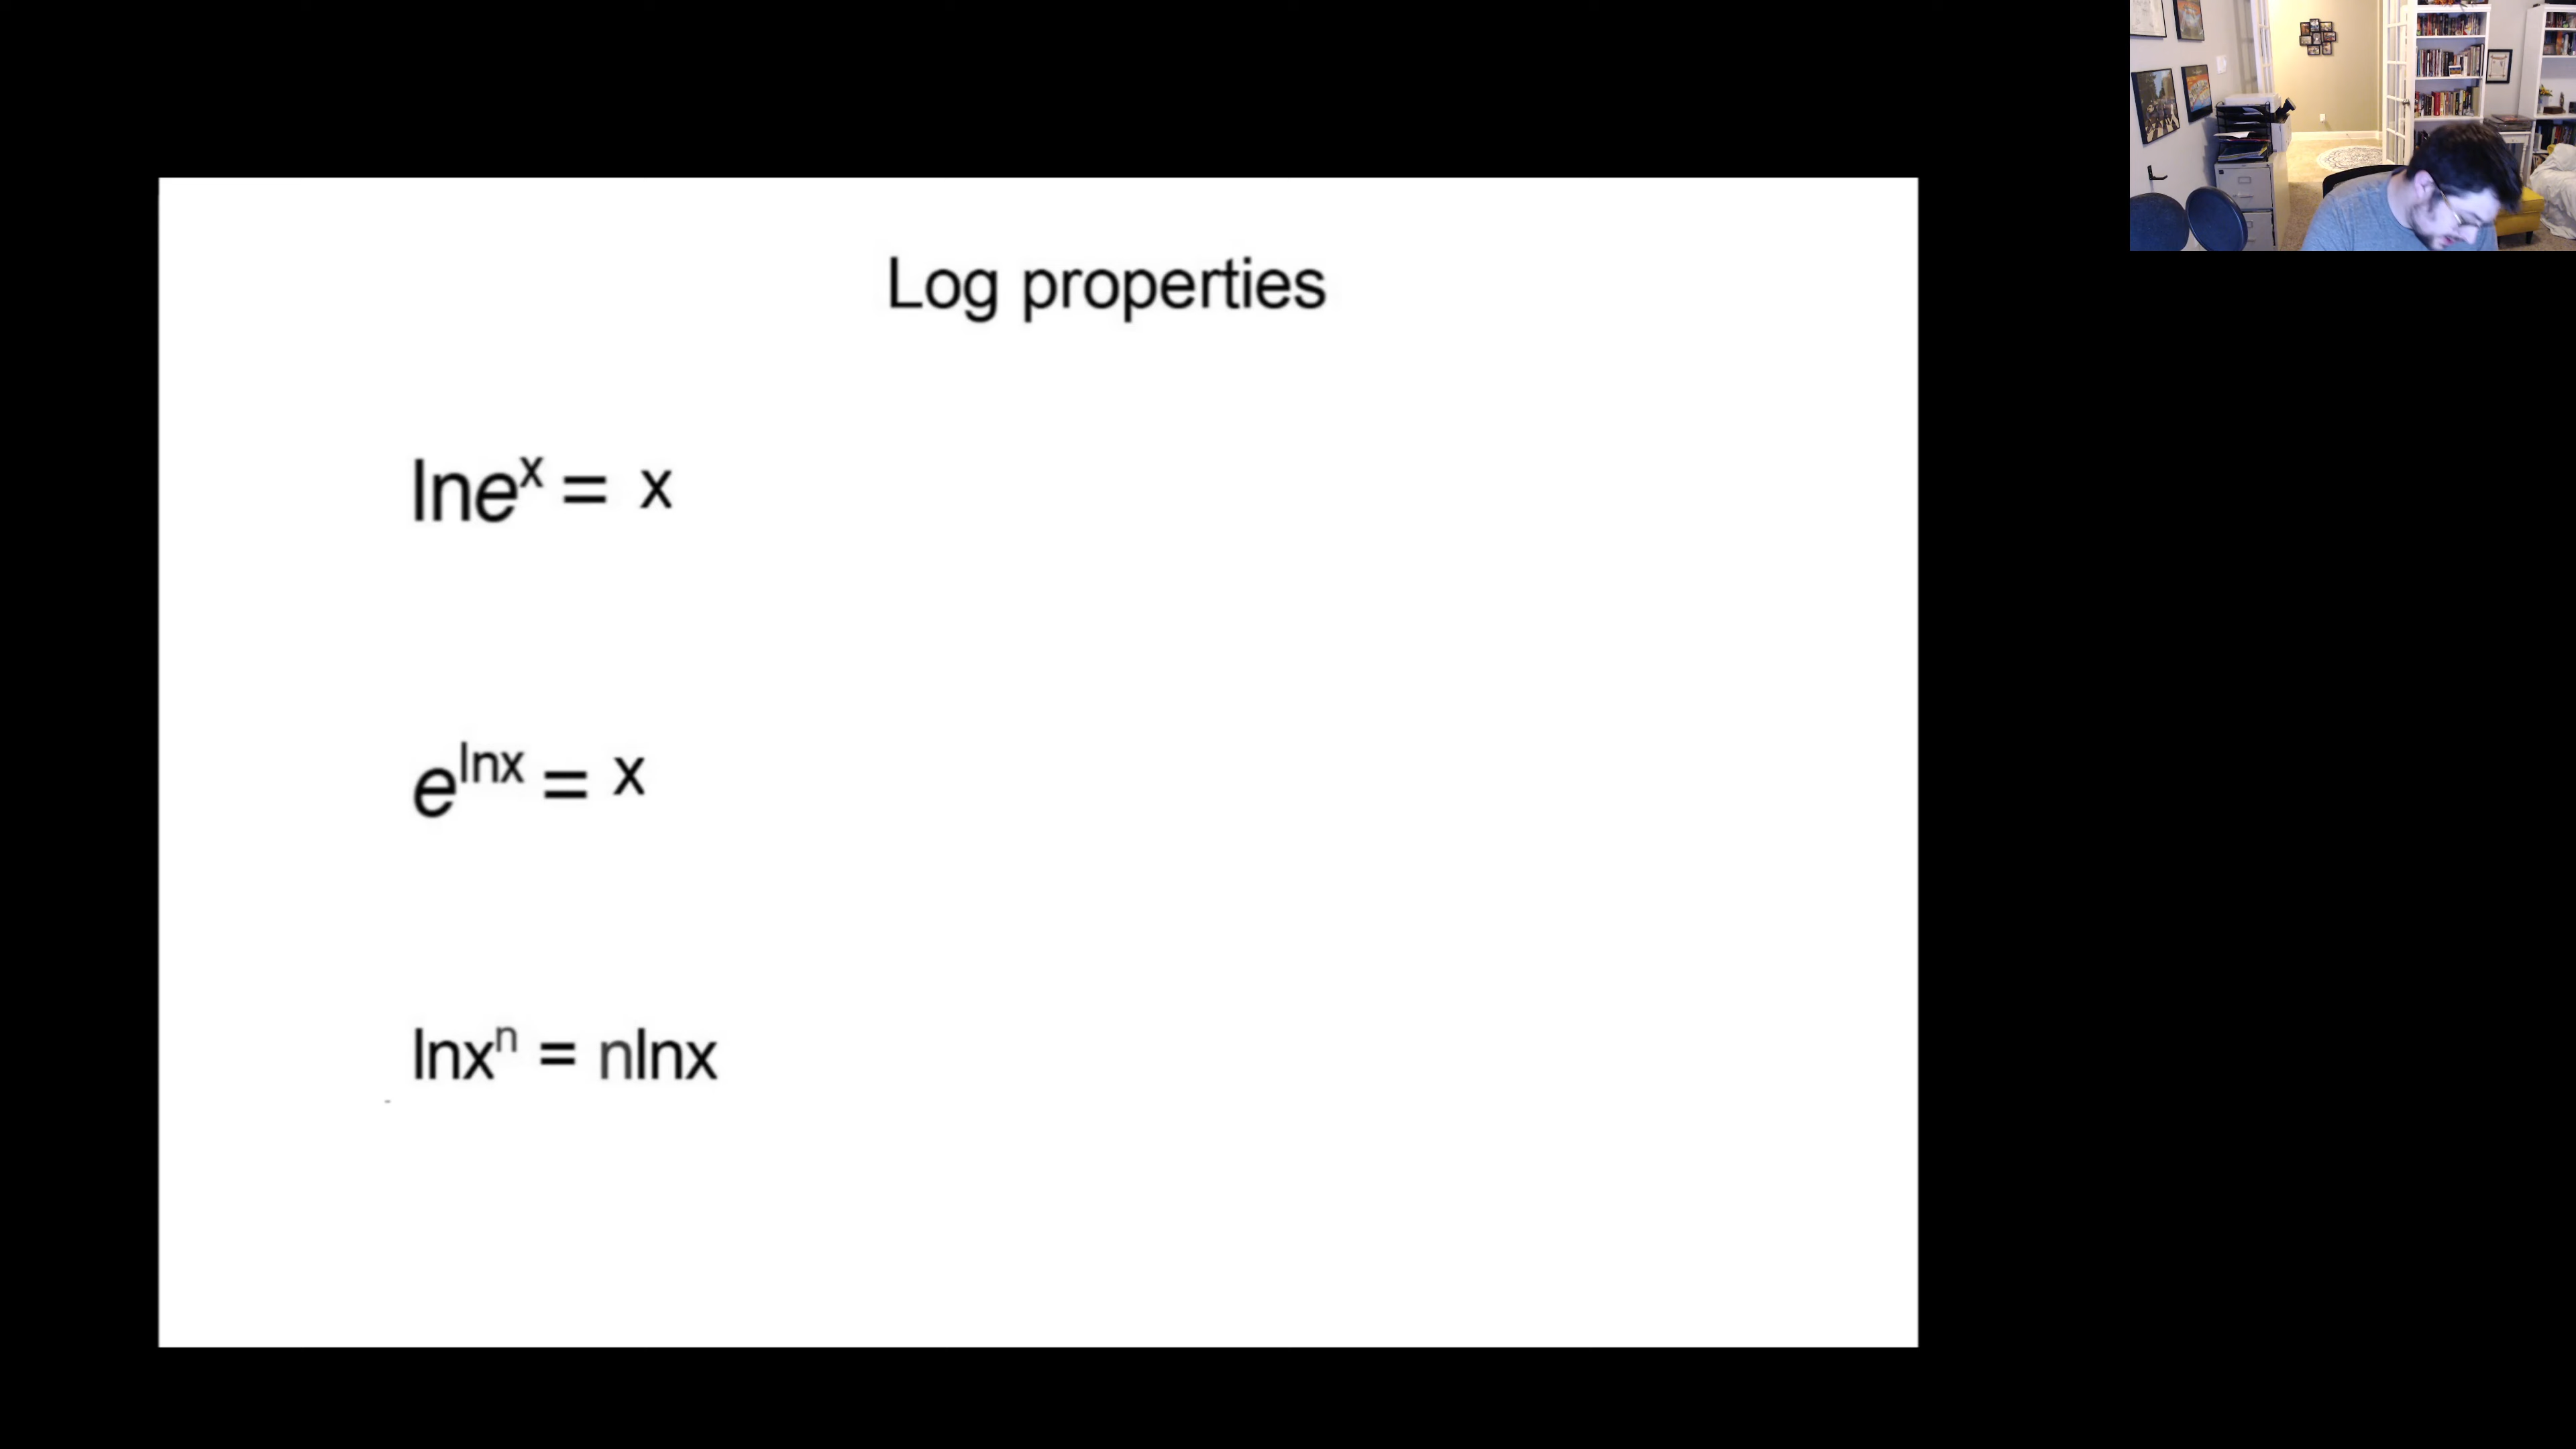 Log properties
lneˣ = x
eˡⁿˣ = x
lnxⁿ = nlnx